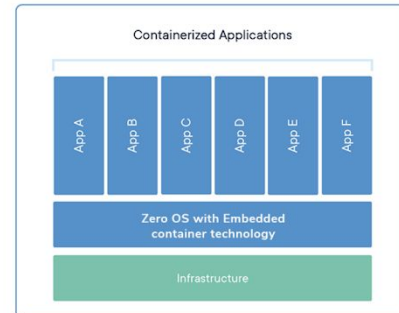 Containerized Applications
App A
App B
App C
App D
App E
App F
Zero OS with Embedded
container technology
Infrastructure